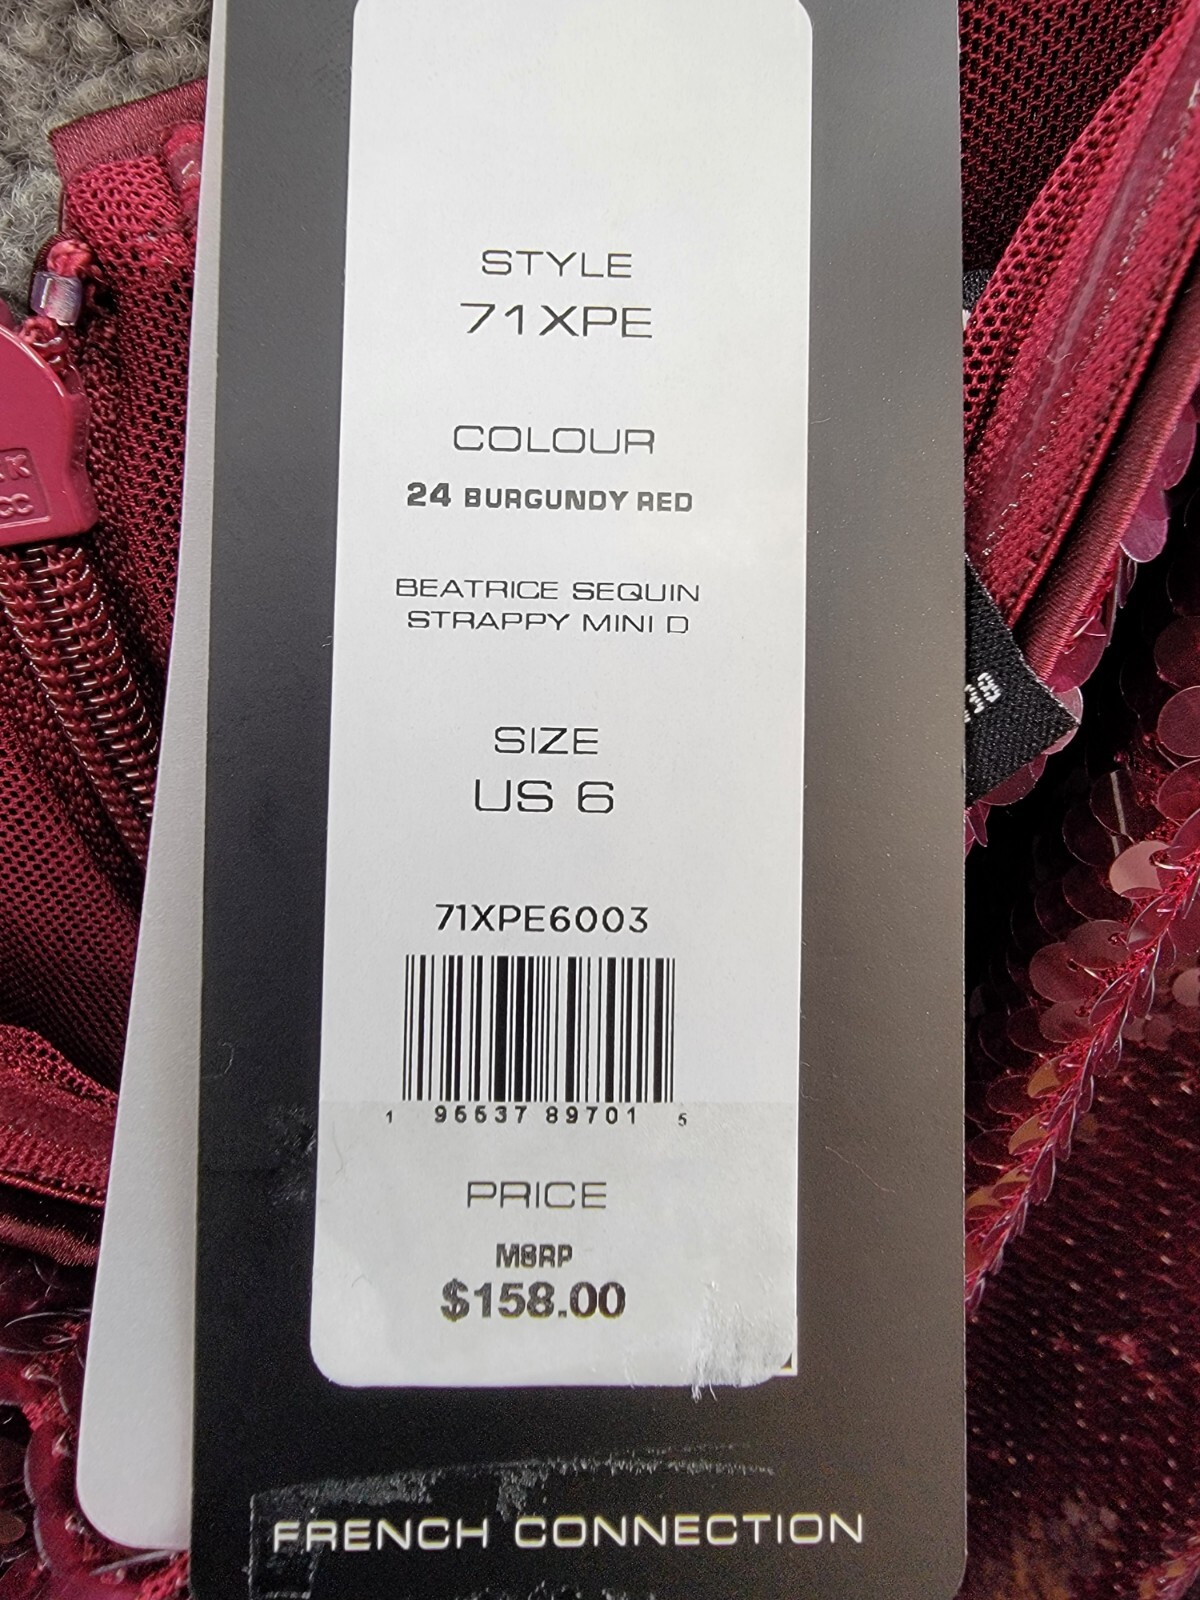 STYLE
71XPE
COLOUR
24 BURGUNDY RED
BEATRICE SEQUIN
STRAPPY MINI D
SIZE
US 6
71XPE6003
1 95537 89701 5
PRICE
MSRP
$158.00
FRENCH CONNECTION